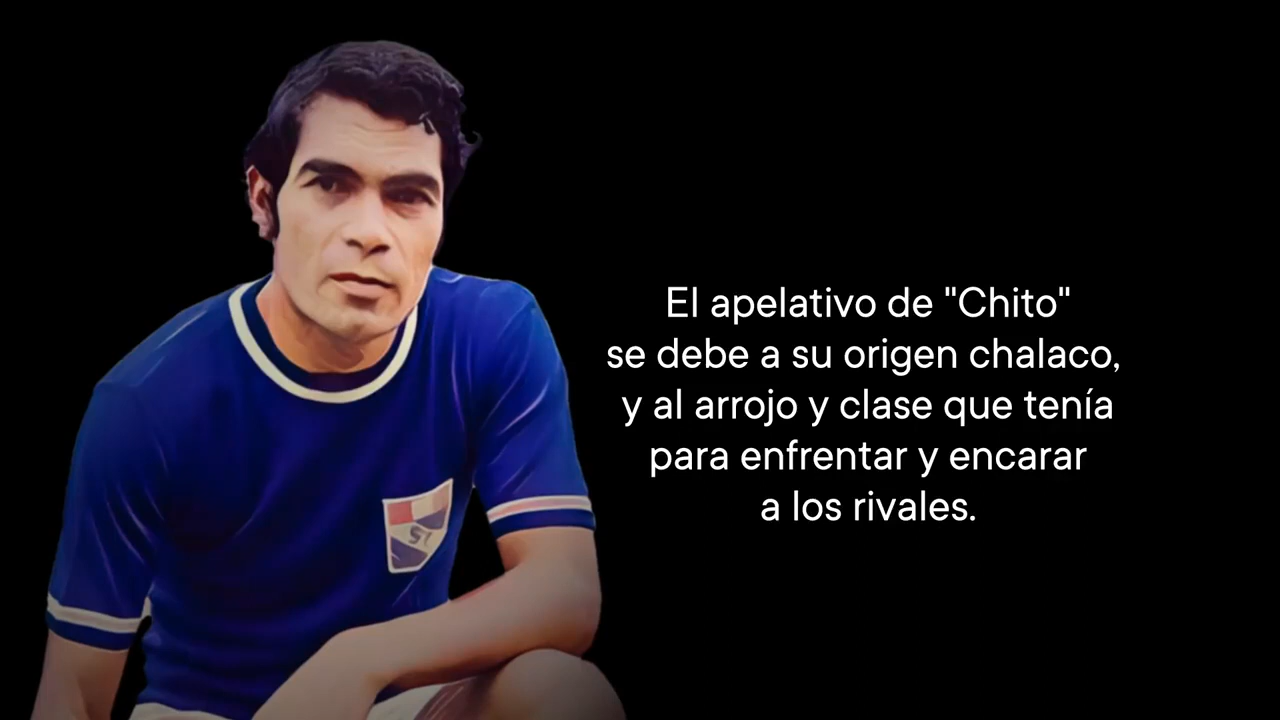 El apelativo de "Chito"
se debe a su origen chalaco,
y al arrojo y clase que tenía
para enfrentar y encarar
a los rivales.